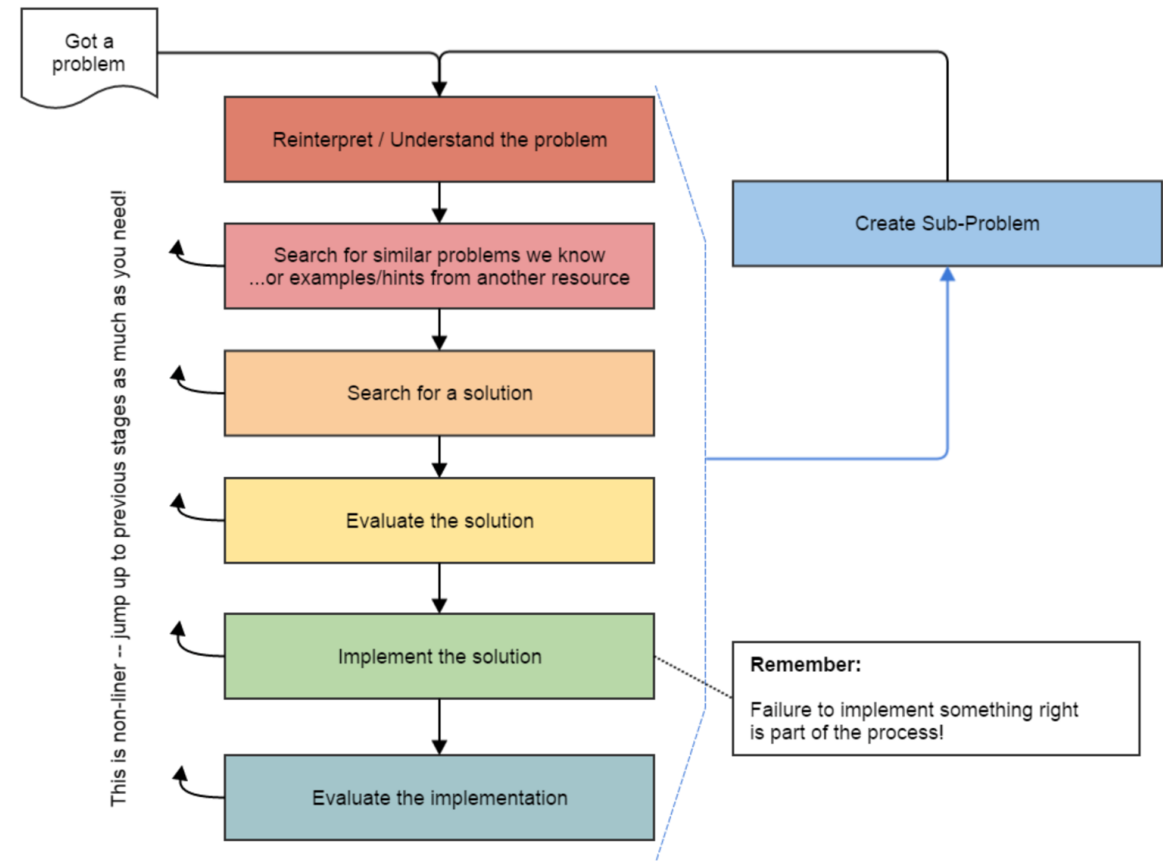 Got a
problem
Reinterpret / Understand the problem
Create Sub-Problem
Search for similar problems we know
...or examples/hints from another resource
Search for a solution
Evaluate the solution
Implement the solution
Remember:
Failure to implement something right
is part of the process!
Evaluate the implementation
This is non-liner -- jump up to previous stages as much as you need!